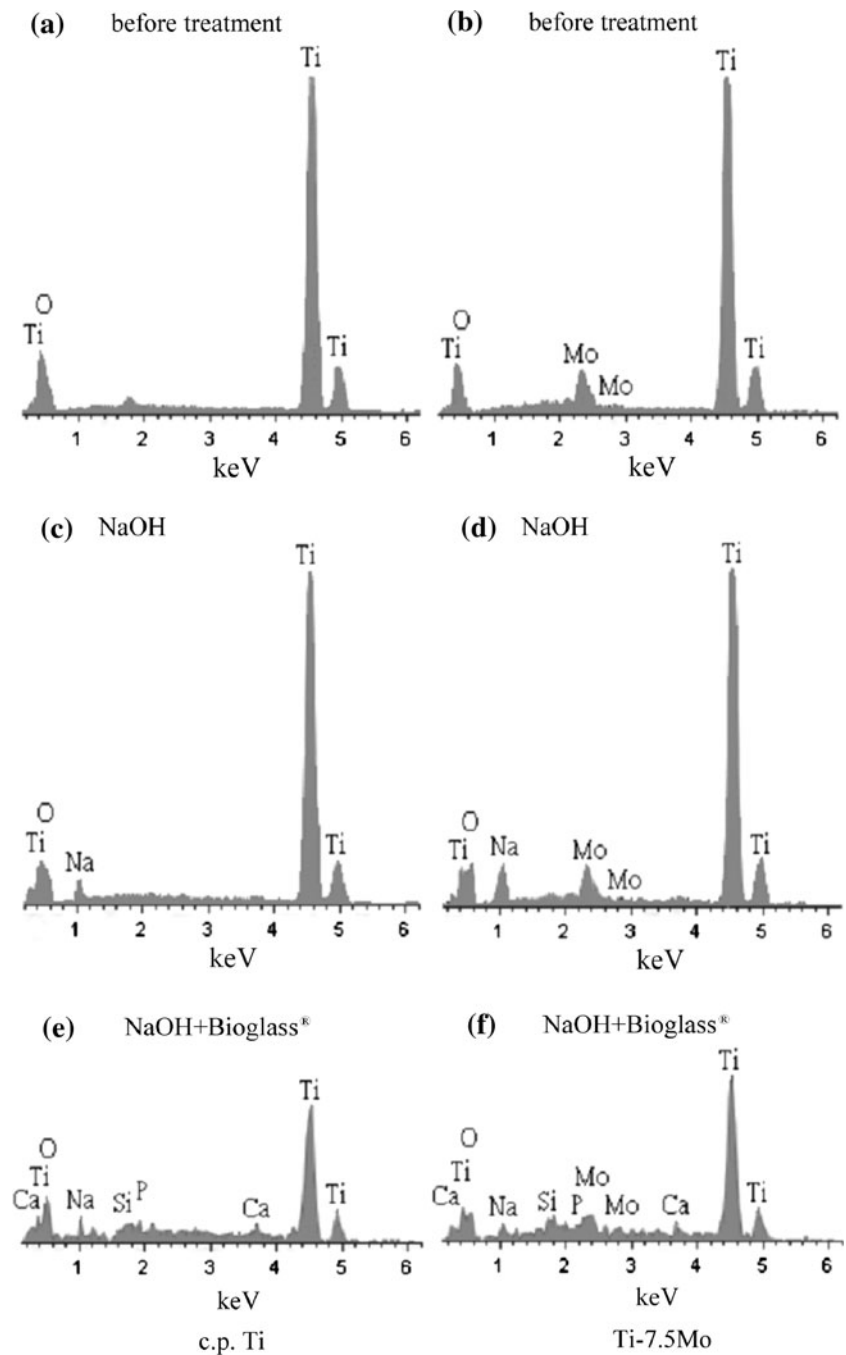 (a) before treatment
Ti
O
Ti
Ti
1 2 3 4 5 6
keV
(b) before treatment
Ti
O
Ti
Mo
Mo
Ti
1 2 3 4 5 6
keV
(c) NaOH
Ti
O
Ti
Na
Ti
1 2 3 4 5 6
keV
(d) NaOH
Ti
O
Ti
Na
Mo
Mo
Ti
1 2 3 4 5 6
keV
(e) NaOH+Bioglass®
Ti
O
Ti
Ca
Na
Si
P
Ca
Ti
1 2 3 4 5 6
keV
c.p. Ti
(f) NaOH+Bioglass®
Ti
O
Ti
Ca
Na
Si
P
Mo
Mo
Ca
Ti
1 2 3 4 5 6
keV
Ti-7.5Mo